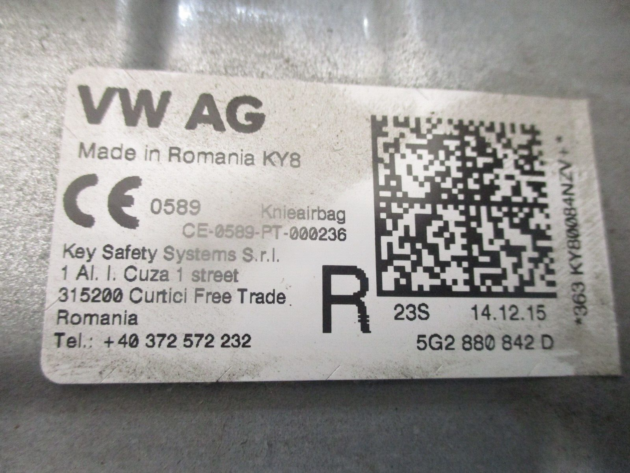 VW AG
Made in Romania KY8
CE 0589 Knieairbag
CE-0589-PT-000236
Key Safety Systems S.r.l.
1 Al. I. Cuza 1 street
315200 Curtici Free Trade
Romania
Tel.: +40 372 572 232
R
23S 14.12.15
5G2 880 842 D
*363 KY80084NZV+*